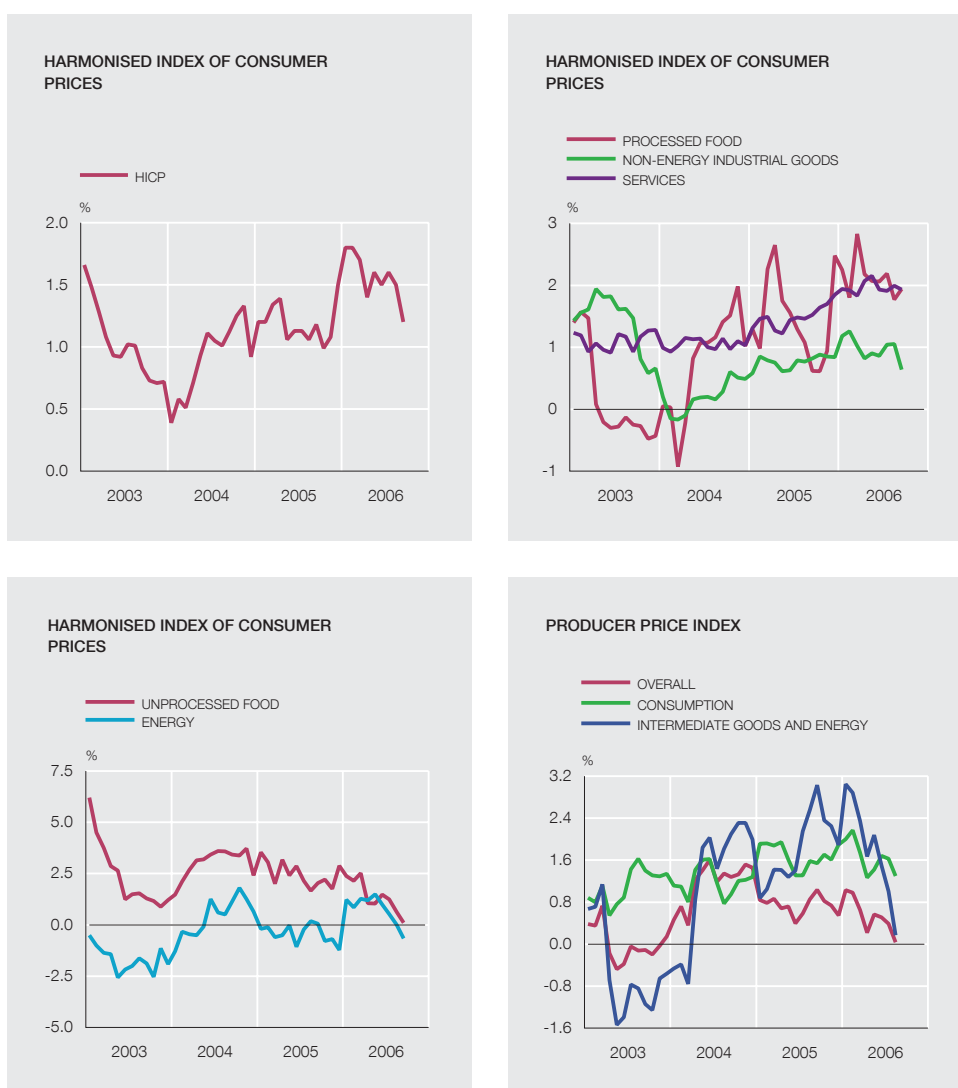 HARMONISED INDEX OF CONSUMER
PRICES
HICP
%
2.0
1.5
1.0
0.5
0.0
2003 2004 2005 2006
HARMONISED INDEX OF CONSUMER
PRICES
PROCESSED FOOD
NON-ENERGY INDUSTRIAL GOODS
SERVICES
%
3
2
1
0
-1
2003 2004 2005 2006
HARMONISED INDEX OF CONSUMER
PRICES
UNPROCESSED FOOD
ENERGY
%
7.5
5.0
2.5
0.0
-2.5
-5.0
2003 2004 2005 2006
PRODUCER PRICE INDEX
OVERALL
CONSUMPTION
INTERMEDIATE GOODS AND ENERGY
%
3.2
2.4
1.6
0.8
0.0
-0.8
-1.6
2003 2004 2005 2006